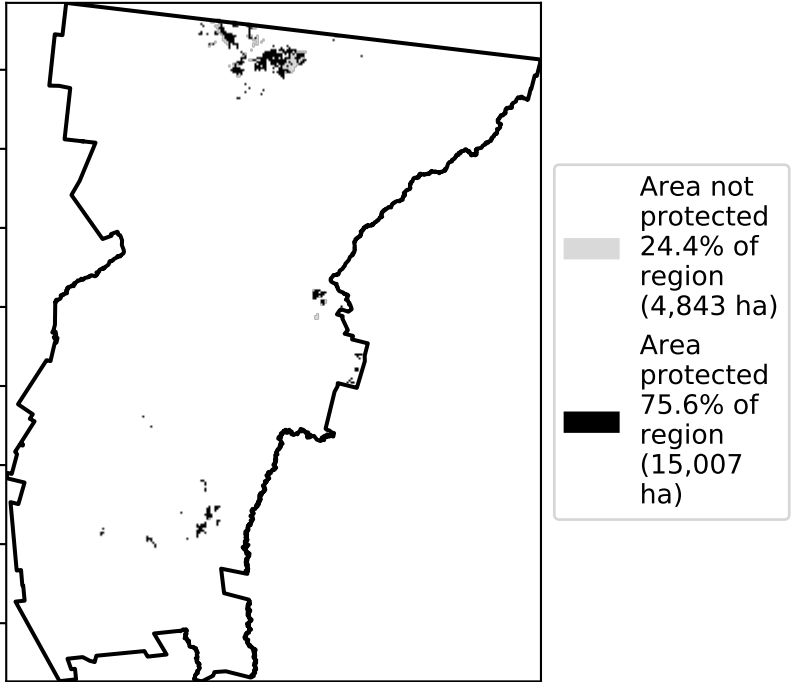 Area not
protected
24.4% of
region
(4,843 ha)
Area
protected
75.6% of
region
(15,007
ha)